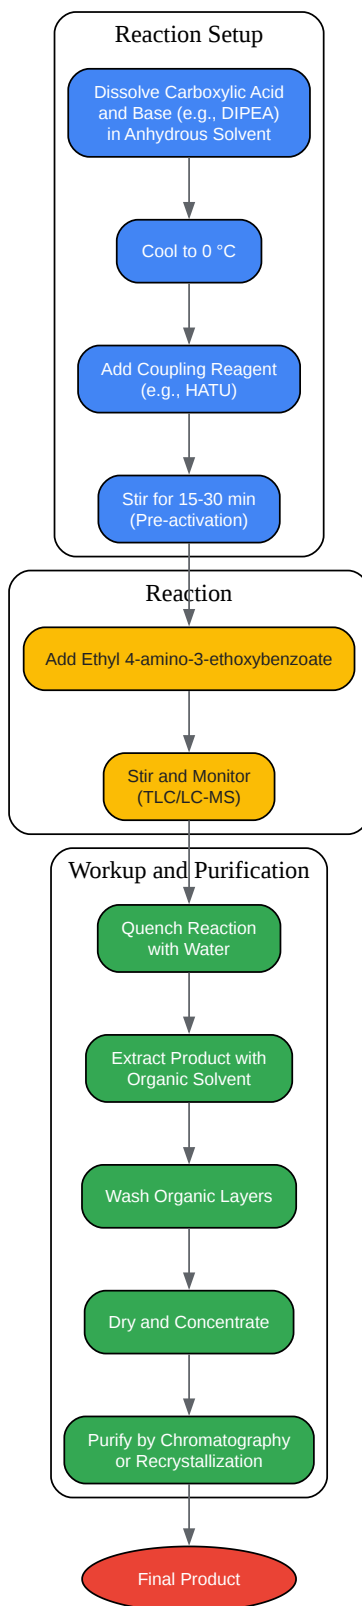 Reaction Setup
Dissolve Carboxylic Acid
and Base (e.g., DIPEA)
in Anhydrous Solvent
Cool to 0 °C
Add Coupling Reagent
(e.g., HATU)
Stir for 15-30 min
(Pre-activation)
Reaction
Add Ethyl 4-amino-3-ethoxybenzoate
Stir and Monitor
(TLC/LC-MS)
Workup and Purification
Quench Reaction
with Water
Extract Product with
Organic Solvent
Wash Organic Layers
Dry and Concentrate
Purify by Chromatography
or Recrystallization
Final Product